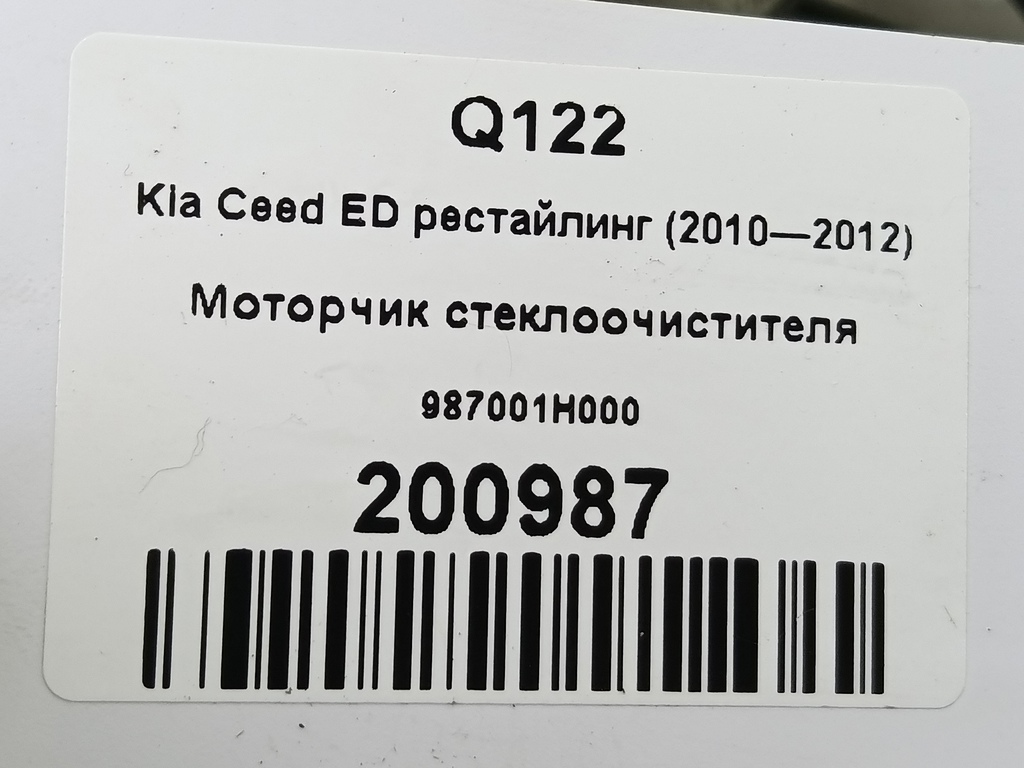 Q122
Kia Ceed ED рестайлинг (2010—2012)
Моторчик стеклоочистителя
987001H000
200987